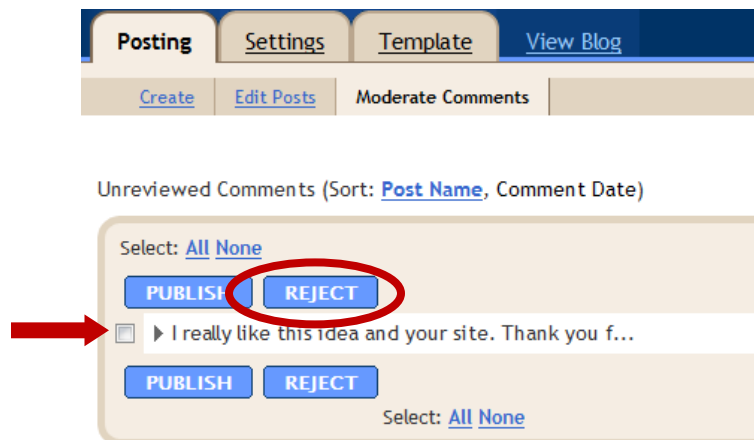 Posting Settings Template View Blog
Create Edit Posts Moderate Comments
Unreviewed Comments (Sort: Post Name, Comment Date)
Select: All None
PUBLISH REJECT
I really like this idea and your site. Thank you f...
PUBLISH REJECT
Select: All None